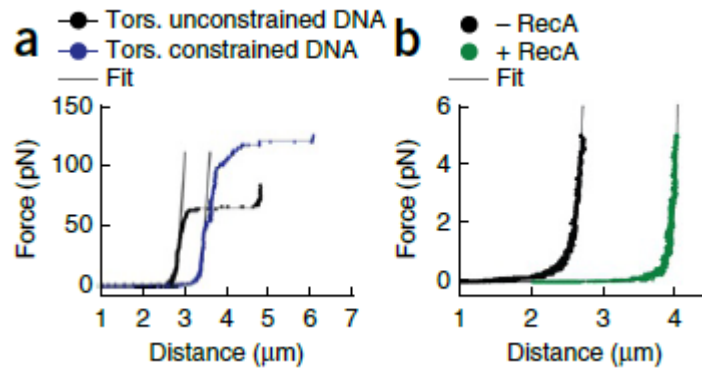 a
Tors. unconstrained DNA
Tors. constrained DNA
Fit
150
100
50
0
Force (pN)
1 2 3 4 5 6 7
Distance (μm)
b
– RecA
+ RecA
Fit
6
4
2
0
Force (pN)
1 2 3 4
Distance (μm)